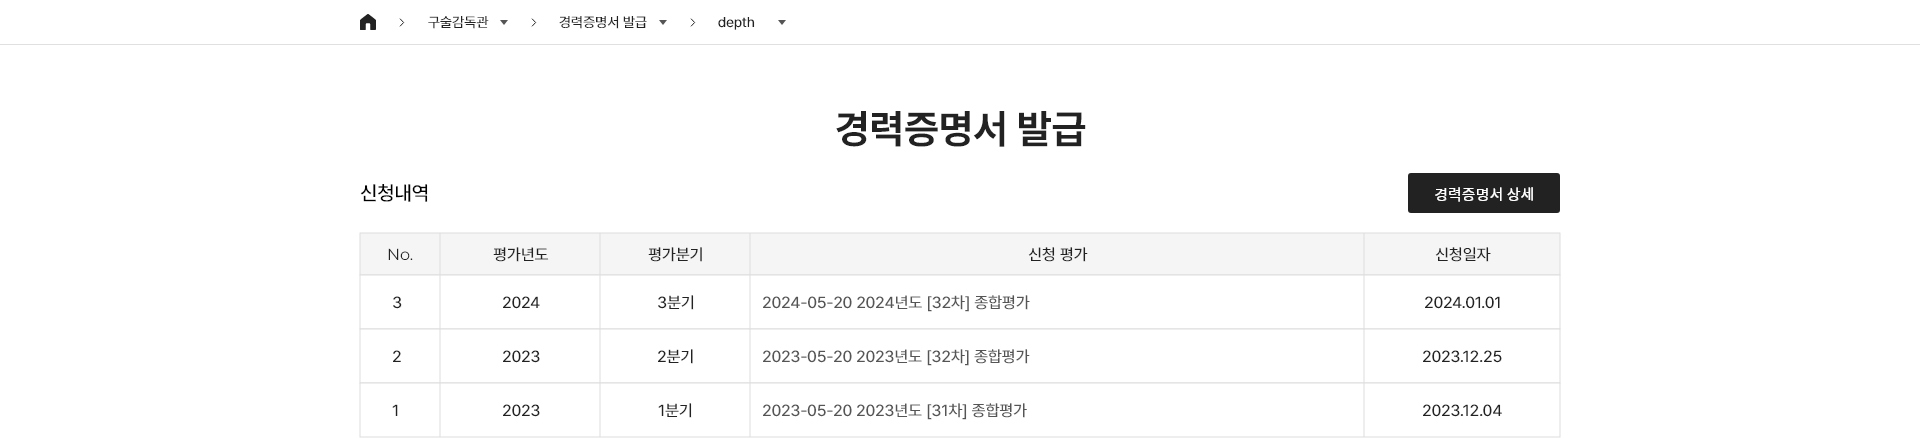 구술감독관 경력증명서 발급 depth
경력증명서 발급
신청내역 경력증명서 상세
No. 평가년도 평가분기 신청 평가 신청일자
3 2024 3분기 2024-05-20 2024년도 [32차] 종합평가 2024.01.01
2 2023 2분기 2023-05-20 2023년도 [32차] 종합평가 2023.12.25
1 2023 1분기 2023-05-20 2023년도 [31차] 종합평가 2023.12.04